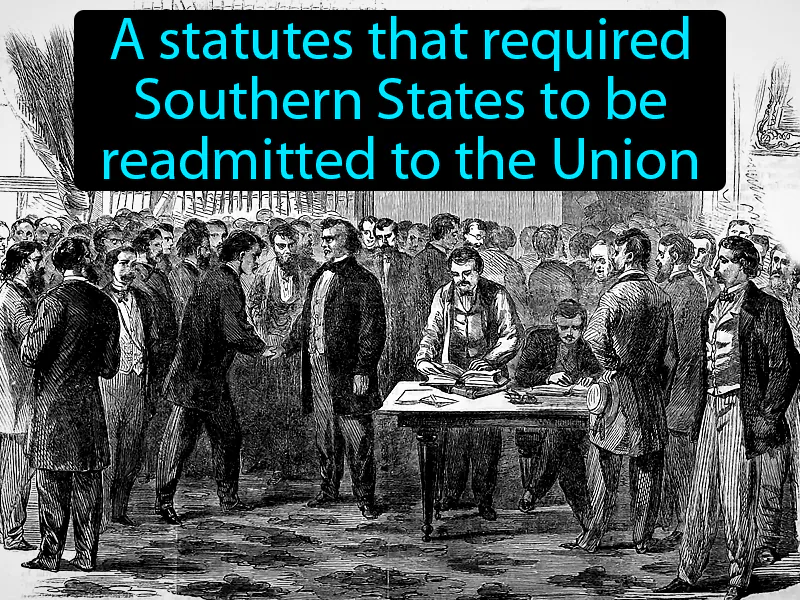 A statutes that required
Southern States to be
readmitted to the Union